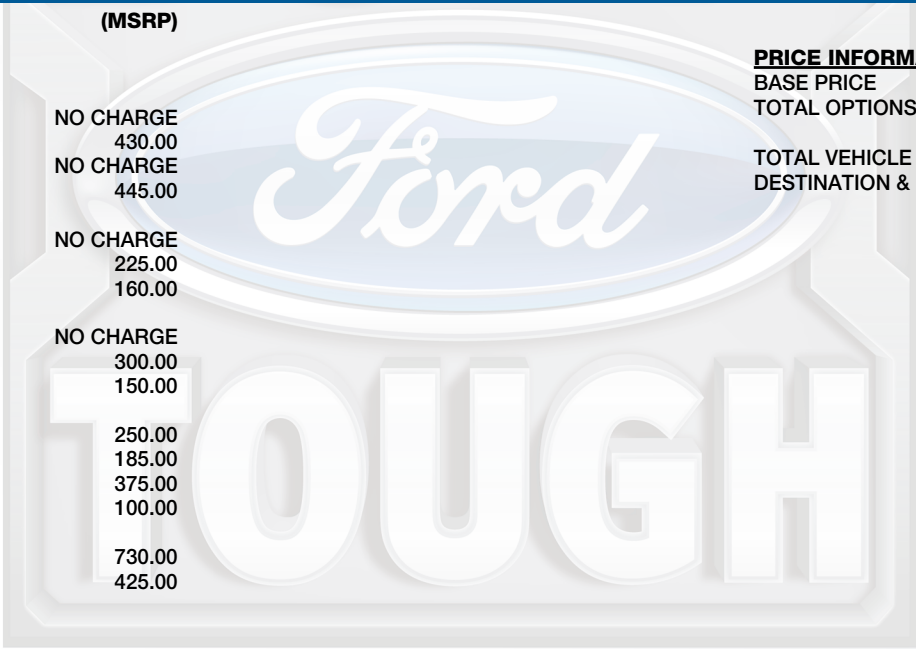 (MSRP)
NO CHARGE
430.00
NO CHARGE
445.00
NO CHARGE
225.00
160.00
NO CHARGE
300.00
150.00
250.00
185.00
375.00
100.00
730.00
425.00
PRICE INFORMA
BASE PRICE
TOTAL OPTIONS
TOTAL VEHICLE
DESTINATION &
Ford
TOUGH